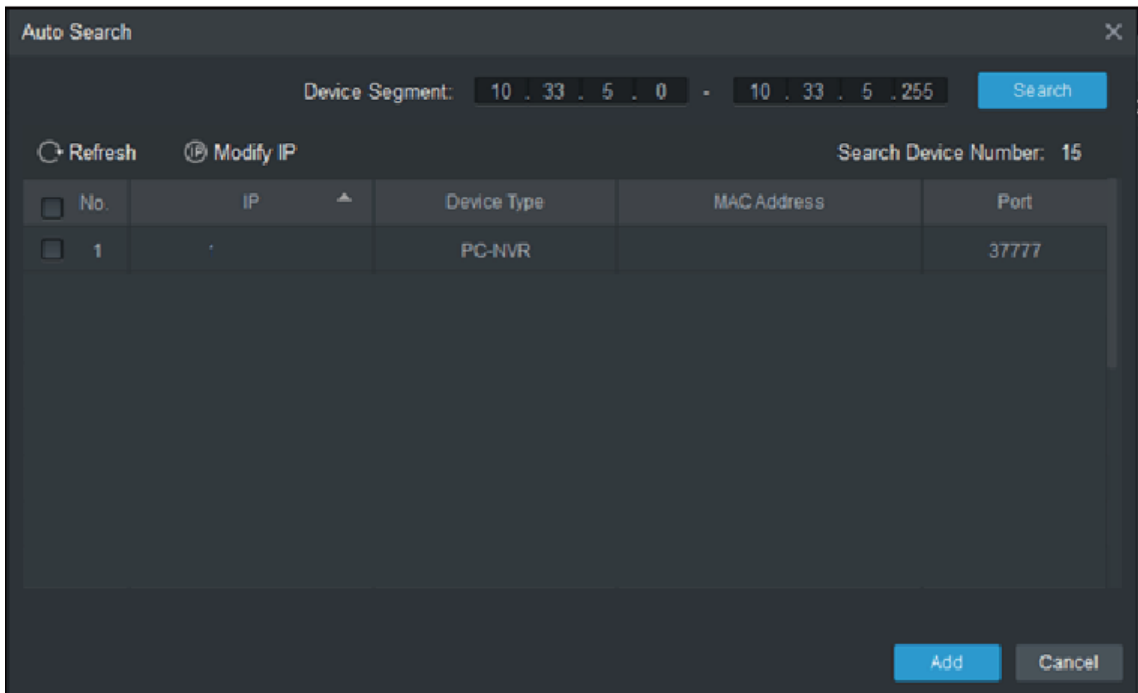 Auto Search
Device Segment: 10 . 33 . 5 . 0 - 10 . 33 . 5 . 255 Search
Refresh Modify IP Search Device Number: 15
No. IP Device Type MAC Address Port
1 PC-NVR 37777
Add Cancel